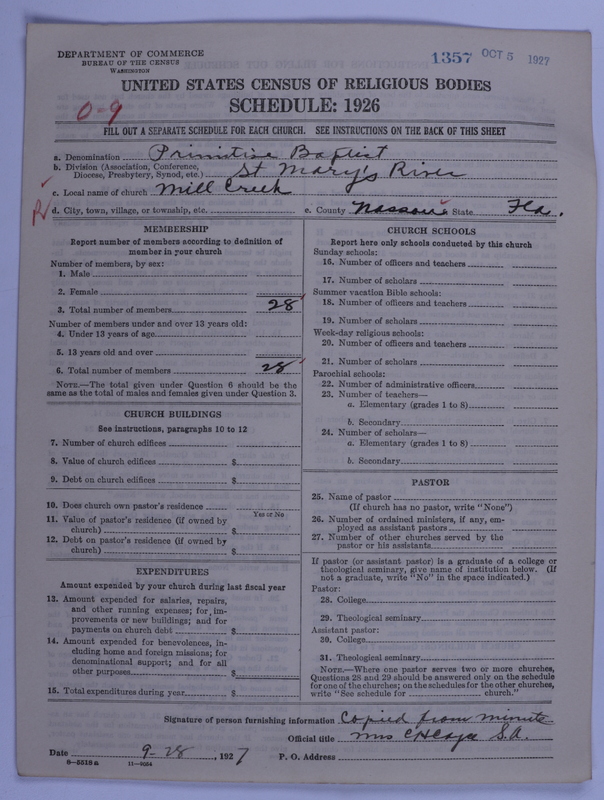 DEPARTMENT OF COMMERCE
BUREAU OF THE CENSUS
WASHINGTON
1357 OCT 5 1927
UNITED STATES CENSUS OF RELIGIOUS BODIES
SCHEDULE: 1926
0-9
FILL OUT A SEPARATE SCHEDULE FOR EACH CHURCH. SEE INSTRUCTIONS ON THE BACK OF THIS SHEET
a. Denomination Primitive Baptist
b. Division (Association, Conference, Diocese, Presbytery, Synod, etc.) St Mary's River
c. Local name of church Mill Creek
R
d. City, town, village, or township, etc. e. County Nassau State Fla.
MEMBERSHIP
Report number of members according to definition of
member in your church
Number of members, by sex:
1. Male
2. Female
3. Total number of members 28
Number of members under and over 13 years old:
4. Under 13 years of age
5. 13 years old and over
6. Total number of members 28
NOTE.—The total given under Question 6 should be
same as the total of males and females given under Question 3.
CHURCH BUILDINGS
See instructions, paragraphs 10 to 12
7. Number of church edifices
8. Value of church edifices $
9. Debt on church edifices $
10. Does church own pastor's residence
Yes or No
11. Value of pastor's residence (if owned by
church) $
12. Debt on pastor's residence (if owned by
church) $
EXPENDITURES
Amount expended by your church during last fiscal year
13. Amount expended for salaries, repairs,
and other running expenses; for improvements or new buildings; and for
payments on church debt $
14. Amount expended for benevolences, including home and foreign missions; for
denominational support; and for all
other purposes $
15. Total expenditures during year $
CHURCH SCHOOLS
Report here only schools conducted by this church
Sunday schools:
16. Number of officers and teachers
17. Number of scholars
Summer vacation Bible schools:
18. Number of officers and teachers
19. Number of scholars
Week-day religious schools:
20. Number of officers and teachers
21. Number of scholars
Parochial schools:
22. Number of administrative officers
23. Number of teachers—
a. Elementary (grades 1 to 8)
b. Secondary
24. Number of scholars—
a. Elementary (grades 1 to 8)
b. Secondary
PASTOR
25. Name of pastor
(If church has no pastor, write "None")
26. Number of ordained ministers, if any, employed as assistant pastors
27. Number of other churches served by the
pastor or his assistants
If pastor (or assistant pastor) is a graduate of a college or
theological seminary, give name of institution below. (If
not a graduate, write "No" in the space indicated.)
Pastor:
28. College
29. Theological seminary
Assistant pastor:
30. College
31. Theological seminary
NOTE.—Where one pastor serves two or more churches,
Questions 28 and 29 should be answered only on the schedule
for one of the churches; on the schedules for the other churches,
write "See schedule for church."
Signature of person furnishing information Copied from minute
Official title Mrs S.A.
Date 9-28, 1927 P. O. Address
8-5518a 11-9034